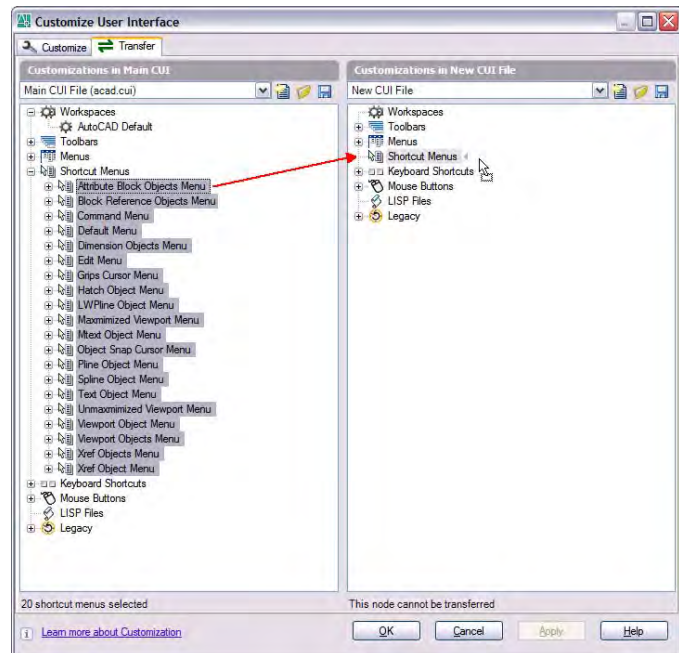 Customize User Interface
Customize
Transfer
Customizations in Main CUI
Main CUI File (acad.cui)
Workspaces
AutoCAD Default
Toolbars
Menus
Shortcut Menus
Attribute Block Objects Menu
Block Reference Objects Menu
Command Menu
Default Menu
Dimension Objects Menu
Edit Menu
Grips Cursor Menu
Hatch Object Menu
LWPline Object Menu
Maxmimized Viewport Menu
Mtext Object Menu
Object Snap Cursor Menu
Pline Object Menu
Spline Object Menu
Text Object Menu
Unmaxmimized Viewport Menu
Viewport Object Menu
Viewport Objects Menu
Xref Objects Menu
Xref Object Menu
Keyboard Shortcuts
Mouse Buttons
LISP Files
Legacy
20 shortcut menus selected
Customizations in New CUI File
New CUI File
Workspaces
Toolbars
Menus
Shortcut Menus
Keyboard Shortcuts
Mouse Buttons
LISP Files
Legacy
This node cannot be transferred
Learn more about Customization
OK
Cancel
Apply
Help